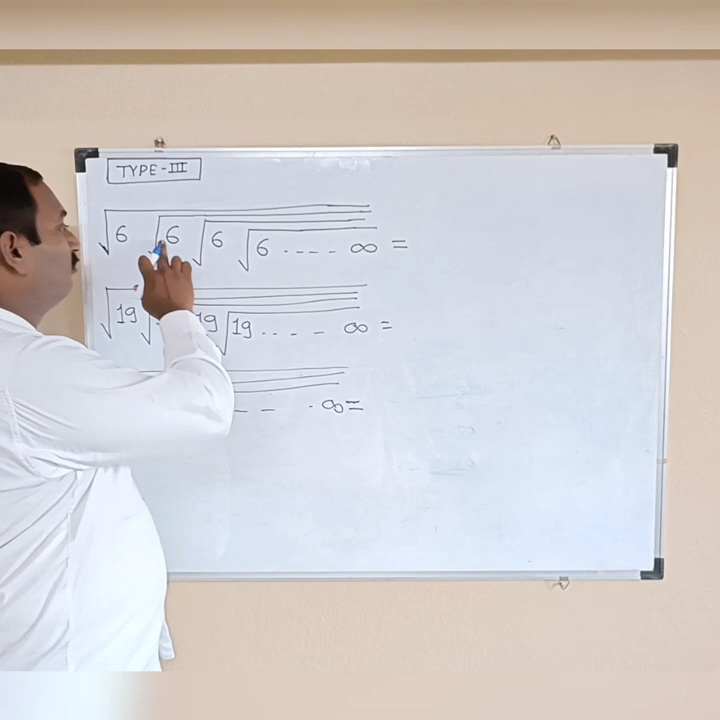 TYPE-III
√6 √6 √6 √6 ---- ∞ =
√19 √ 19 √19 ---- ∞ =
-- - ∞ =